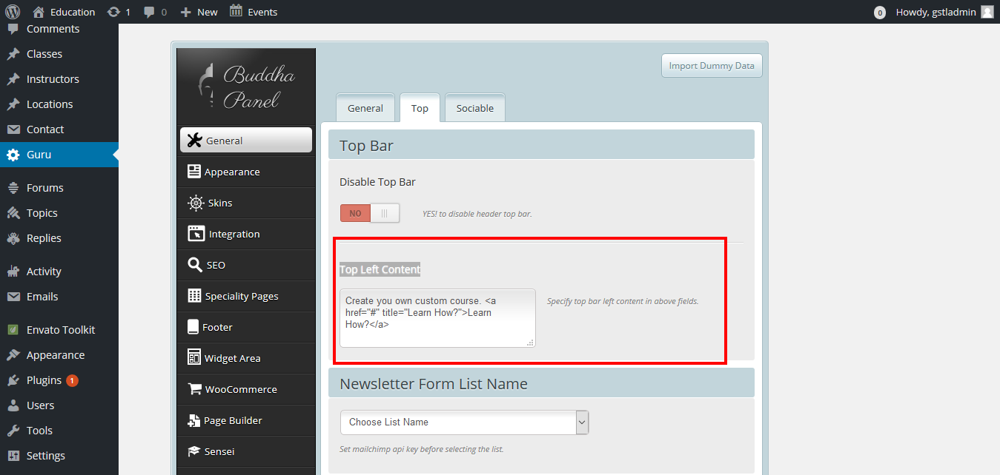 Education 1 0 New Events
0 Howdy, gstladmin
Comments
Classes
Instructors
Locations
Contact
Guru
Forums
Topics
Replies
Activity
Emails
Envato Toolkit
Appearance
Plugins 1
Users
Tools
Settings
Buddha
Panel
General
Appearance
Skins
Integration
SEO
Speciality Pages
Footer
Widget Area
WooCommerce
Page Builder
Sensei
Import Dummy Data
General Top Sociable
Top Bar
Disable Top Bar
NO YES! to disable header top bar.
Top Left Content
Create you own custom course. <a
href="#" title="Learn How?">Learn
How?</a>
Specify top bar left content in above fields.
Newsletter Form List Name
Choose List Name
Set mailchimp api key before selecting the list.